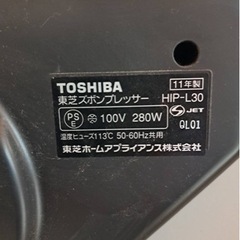 TOSHIBA 11年製
東芝ズボンプレッサー HIP-L30
PS E 100V 280W S JET
QL01
温度ヒューズ113℃ 50-60Hz共用
東芝ホームアプライアンス株式会社